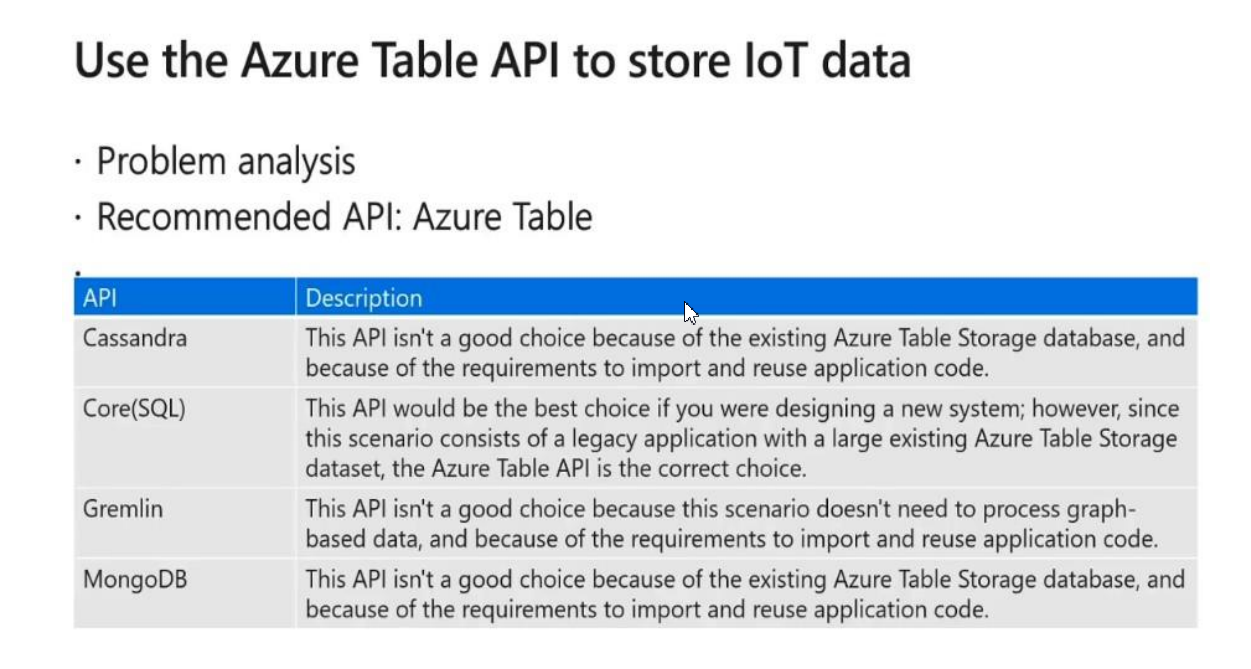 Use the Azure Table API to store IoT data
· Problem analysis
· Recommended API: Azure Table
·
API Description
Cassandra This API isn't a good choice because of the existing Azure Table Storage database, and
because of the requirements to import and reuse application code.
Core(SQL) This API would be the best choice if you were designing a new system; however, since
this scenario consists of a legacy application with a large existing Azure Table Storage
dataset, the Azure Table API is the correct choice.
Gremlin This API isn't a good choice because this scenario doesn't need to process graph-
based data, and because of the requirements to import and reuse application code.
MongoDB This API isn't a good choice because of the existing Azure Table Storage database, and
because of the requirements to import and reuse application code.